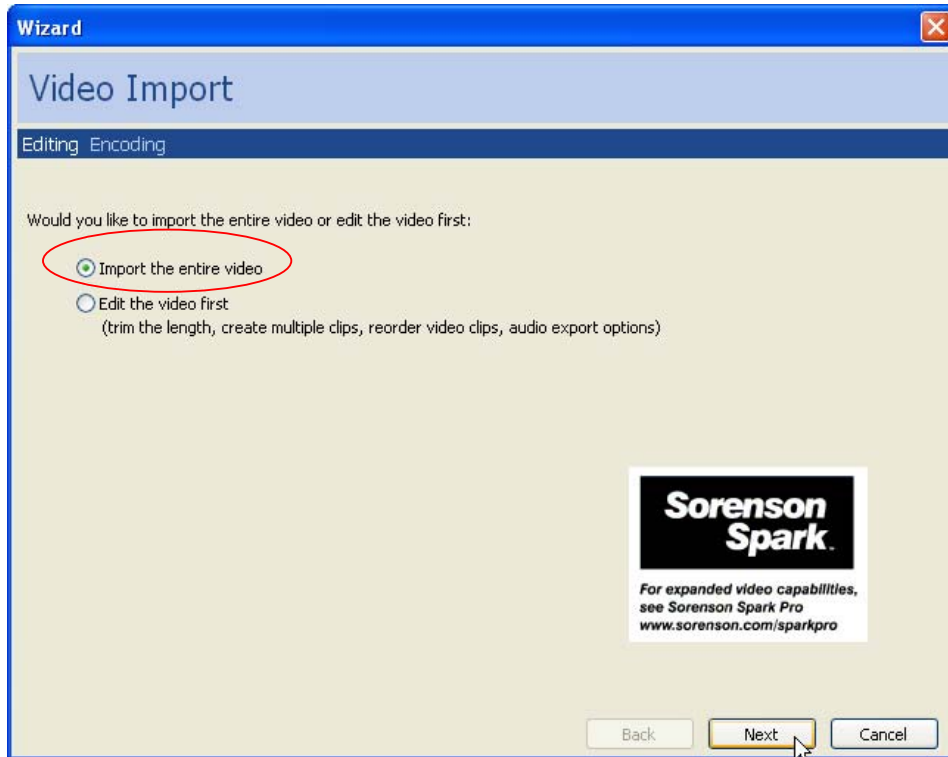 Wizard
Video Import
Editing Encoding
Would you like to import the entire video or edit the video first:
Import the entire video
Edit the video first
(trim the length, create multiple clips, reorder video clips, audio export options)
Sorenson
Spark™
For expanded video capabilities,
see Sorenson Spark Pro
www.sorenson.com/sparkpro
Back Next Cancel